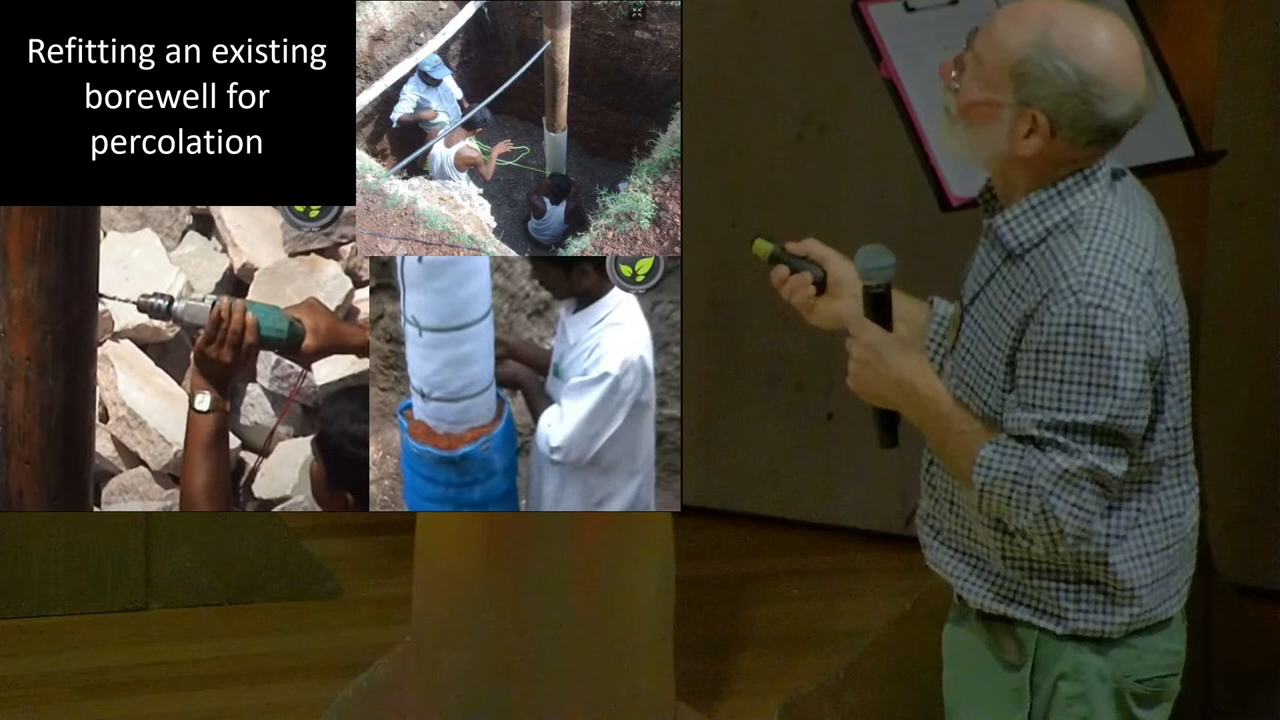 Refitting an existing
borewell for
percolation